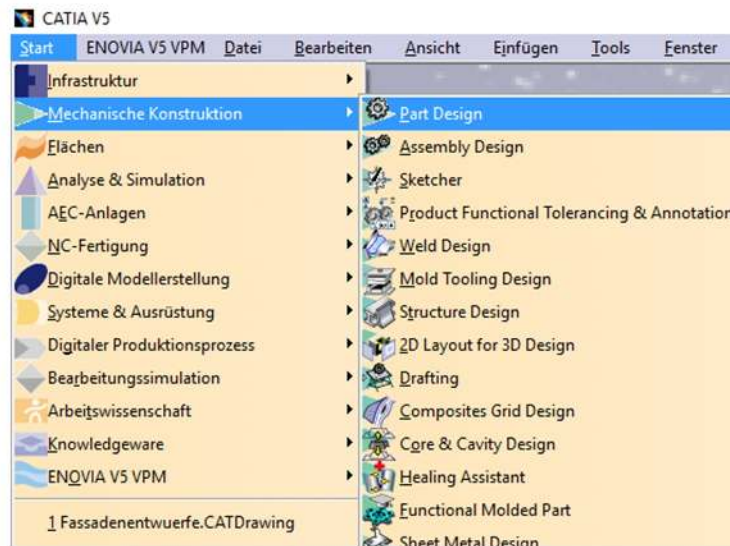 CATIA V5
Start ENOVIA V5 VPM Datei Bearbeiten Ansicht Einfügen Tools Fenster
Infrastruktur
Mechanische Konstruktion
Flächen
Analyse & Simulation
AEC-Anlagen
NC-Fertigung
Digitale Modellerstellung
Systeme & Ausrüstung
Digitaler Produktionsprozess
Bearbeitungssimulation
Arbeitswissenschaft
Knowledgeware
ENOVIA V5 VPM
1 Fassadenentwuerfe.CATDrawing
Part Design
Assembly Design
Sketcher
Product Functional Tolerancing & Annotation
Weld Design
Mold Tooling Design
Structure Design
2D Layout for 3D Design
Drafting
Composites Grid Design
Core & Cavity Design
Healing Assistant
Functional Molded Part
Sheet Metal Design